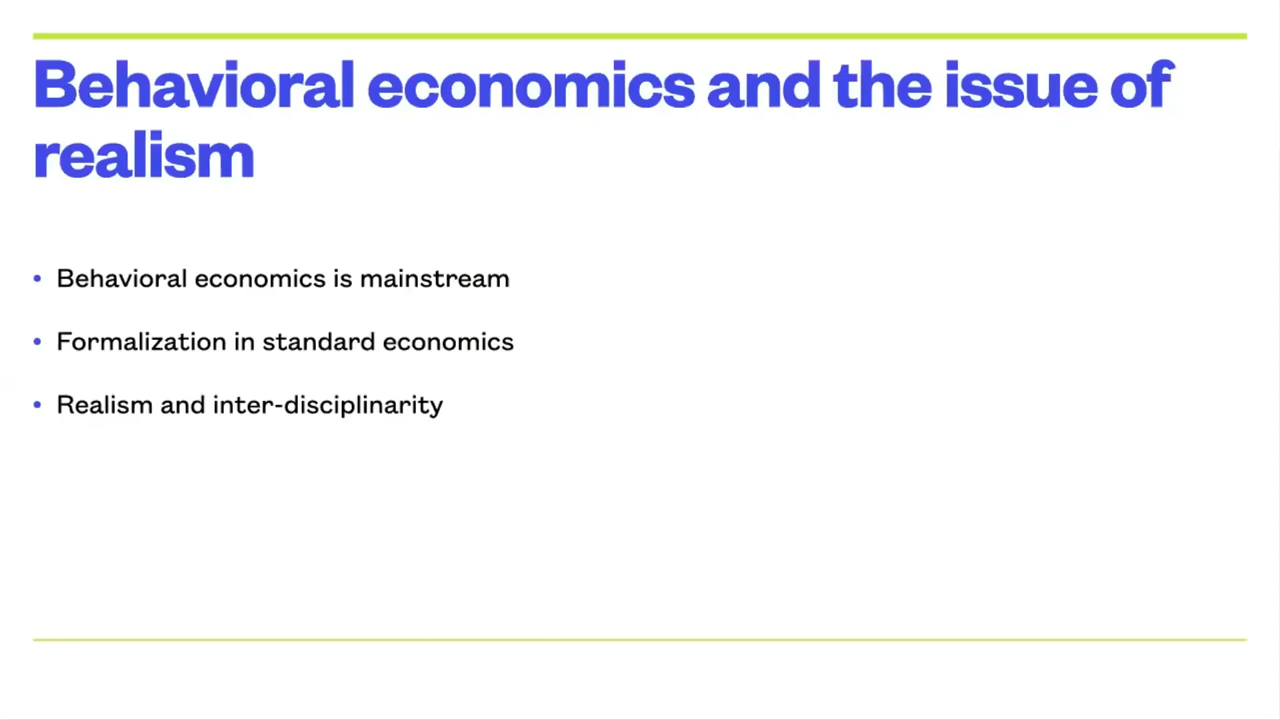 Behavioral economics and the issue of
realism
• Behavioral economics is mainstream
• Formalization in standard economics
• Realism and inter-disciplinarity